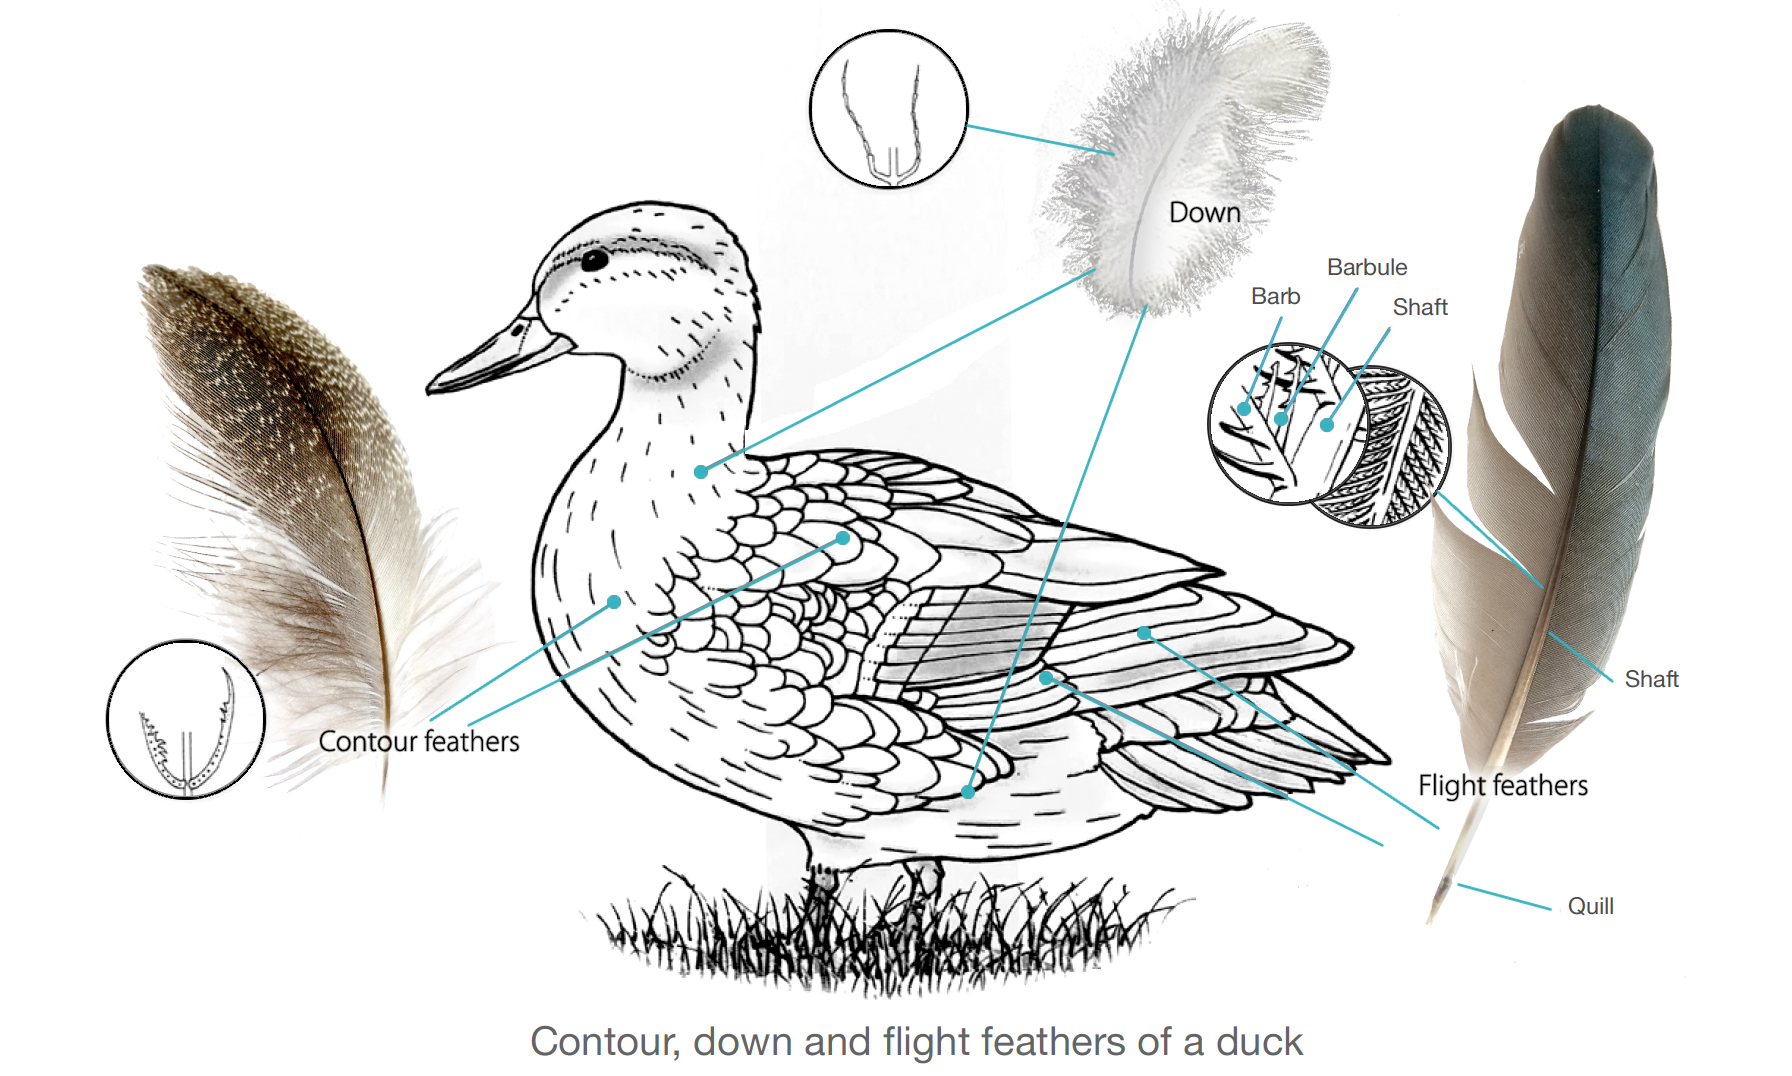 Down
Barbule
Barb
Shaft
Shaft
Contour feathers
Flight feathers
Quill
Contour, down and flight feathers of a duck